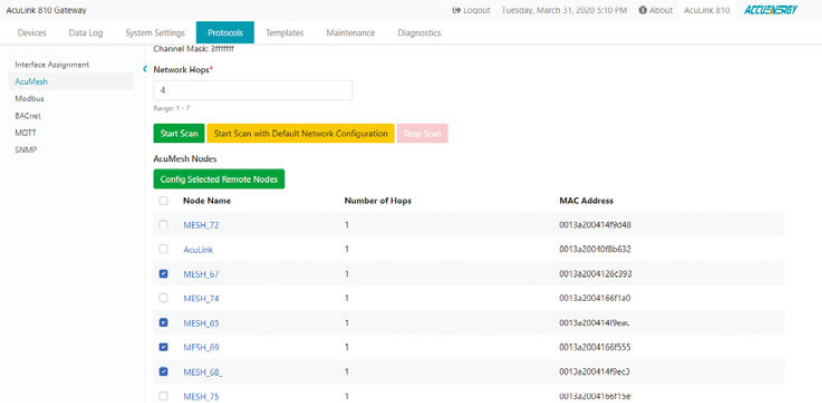 AcuLink 810 Gateway
Logout Tuesday, March 31, 2020 5:10 PM About AcuLink 810 ACCUENERGY
Devices Data Log System Settings Protocols Templates Maintenance Diagnostics
Interface Assignment
AcuMesh
Modbus
BACnet
MQTT
SNMP
Channel Mask: 3ffffff
Network Hops*
4
Range: 1 - 7
Start Scan Start Scan with Default Network Configuration Stop Scan
AcuMesh Nodes
Config Selected Remote Nodes
Node Name Number of Hops MAC Address
MESH_72 1 0013a200414f9d48
AcuLink 1 0013a20040f8b632
MESH_67 1 0013a2004126c393
MESH_74 1 0013a2004166f1a0
MESH_65 1 0013a200414f9eac
MESH_69 1 0013a2004166f555
MESH_68_ 1 0013a200414f9ec3
MESH_75 1 0013a2004166f15e